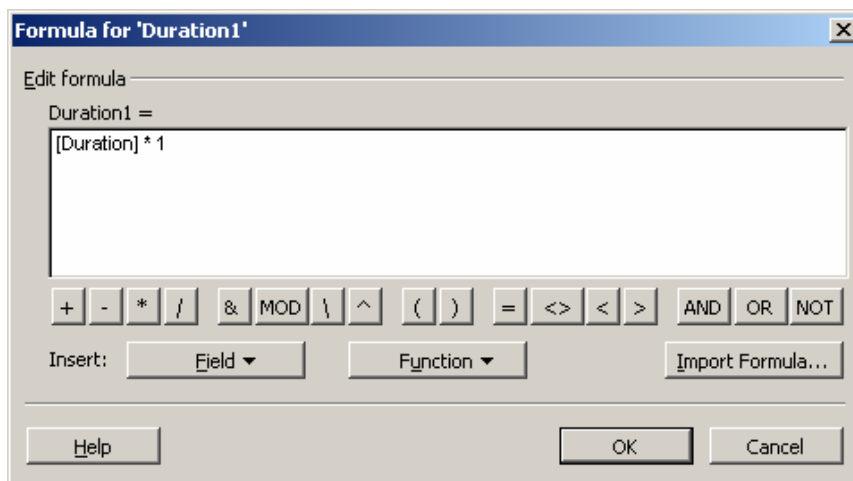 Formula for 'Duration1'
Edit formula
Duration1 =
[Duration] * 1
+ - * / & MOD \ ^ ( ) = <> < > AND OR NOT
Insert: Field Function Import Formula...
Help OK Cancel